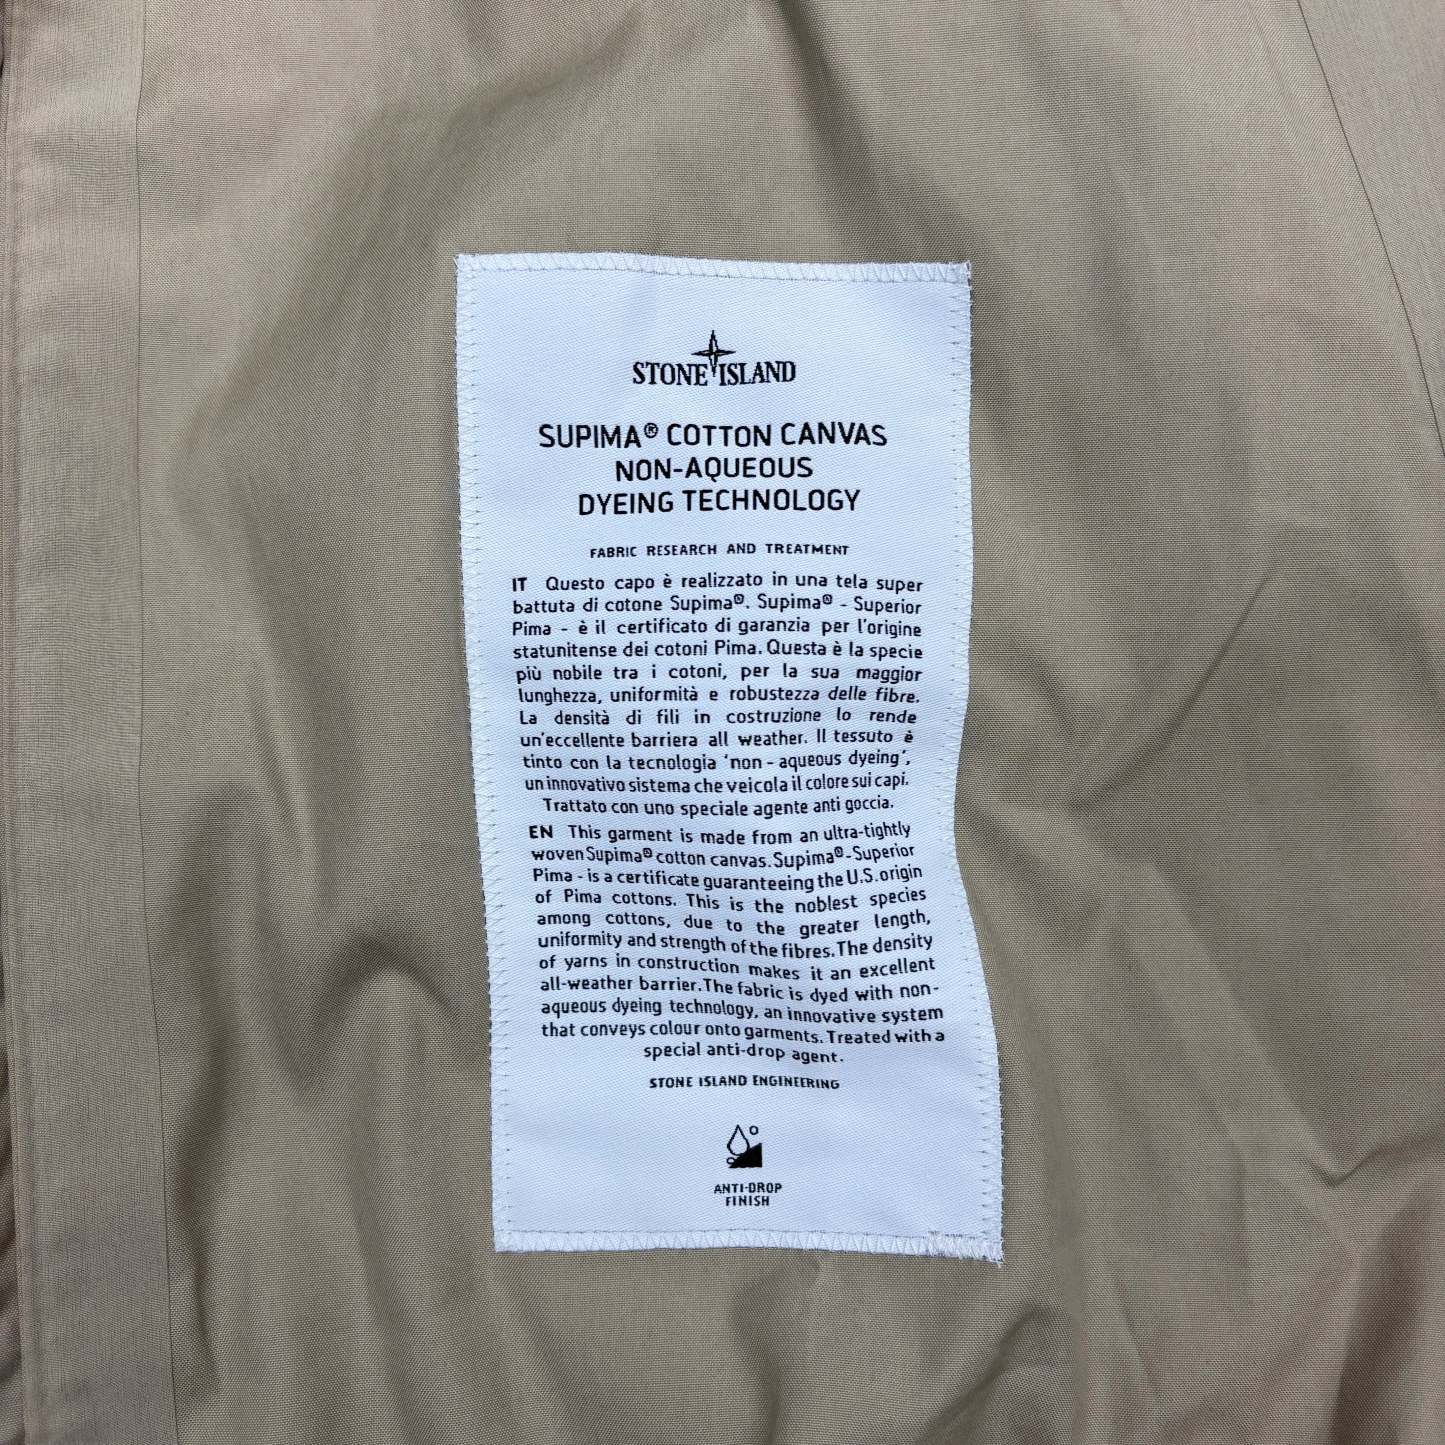 STONE ISLAND
SUPIMA® COTTON CANVAS
NON-AQUEOUS
DYEING TECHNOLOGY
FABRIC RESEARCH AND TREATMENT
IT Questo capo è realizzato in una tela super
battuta di cotone Supima®. Supima® - Superior
Pima - è il certificato di garanzia per l'origine
statunitense dei cotoni Pima. Questa è la specie
più nobile tra i cotoni, per la sua maggior
lunghezza, uniformità e robustezza delle fibre.
La densità di fili in costruzione lo rende
un'eccellente barriera all weather. Il tessuto è
tinto con la tecnologia 'non - aqueous dyeing',
un innovativo sistema che veicola il colore sui capi.
Trattato con uno speciale agente anti goccia.
EN This garment is made from an ultra-tightly
woven Supima® cotton canvas. Supima®-Superior
Pima - is a certificate guaranteeing the U.S. origin
of Pima cottons. This is the noblest species
among cottons, due to the greater length,
uniformity and strength of the fibres. The density
of yarns in construction makes it an excellent
all-weather barrier. The fabric is dyed with non-
aqueous dyeing technology, an innovative system
that conveys colour onto garments. Treated with a
special anti-drop agent.
STONE ISLAND ENGINEERING
ANTI-DROP
FINISH